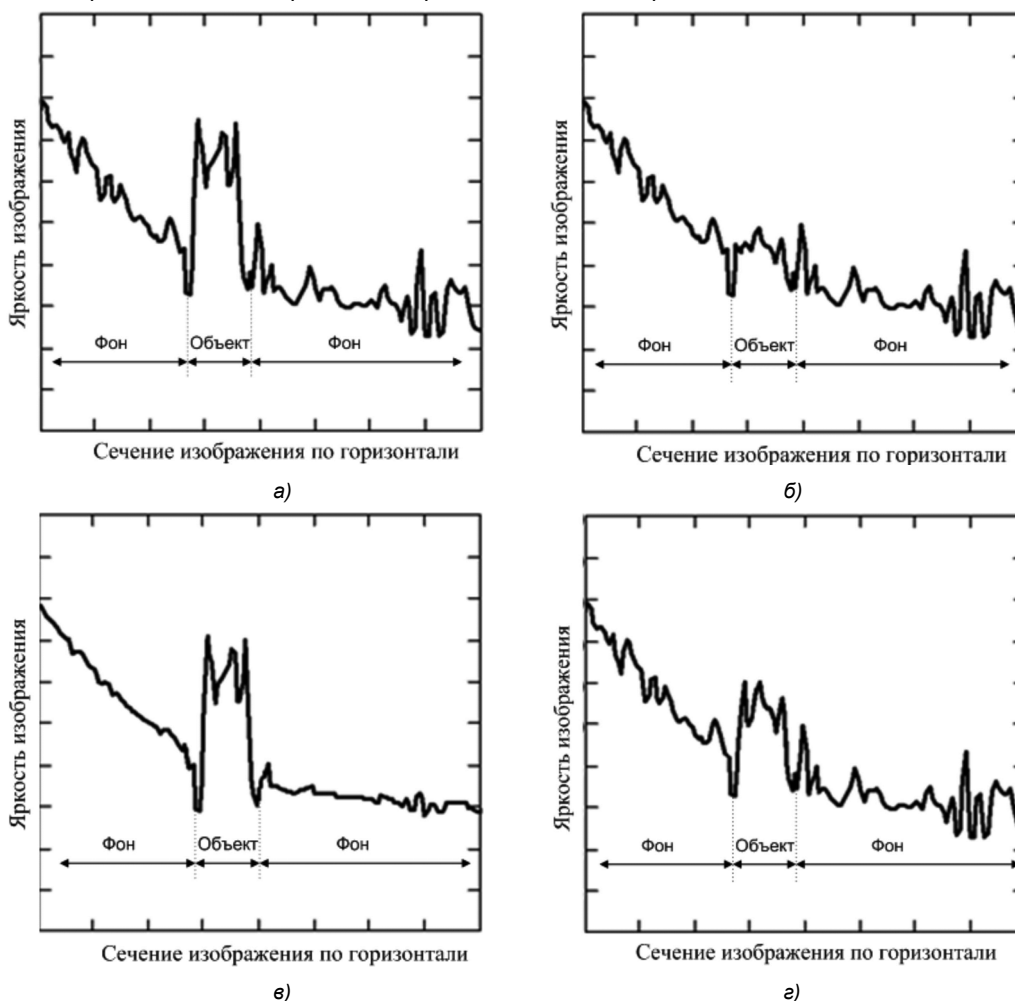 Яркость изображения
Фон Объект Фон
Сечение изображения по горизонтали
а)
Яркость изображения
Фон Объект Фон
Сечение изображения по горизонтали
б)
Яркость изображения
Фон Объект Фон
Сечение изображения по горизонтали
в)
Яркость изображения
Фон Объект Фон
Сечение изображения по горизонтали
г)